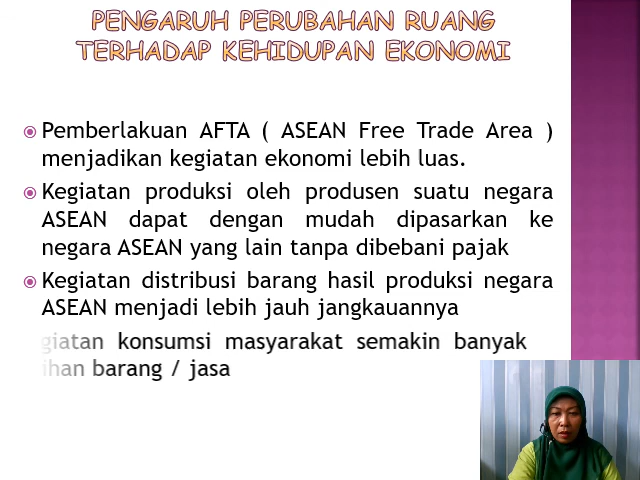 PENGARUH PERUBAHAN RUANG
TERHADAP KEHIDUPAN EKONOMI
Pemberlakuan AFTA ( ASEAN Free Trade Area )
menjadikan kegiatan ekonomi lebih luas.
Kegiatan produksi oleh produsen suatu negara
ASEAN dapat dengan mudah dipasarkan ke
negara ASEAN yang lain tanpa dibebani pajak
Kegiatan distribusi barang hasil produksi negara
ASEAN menjadi lebih jauh jangkauannya
giatan konsumsi masyarakat semakin banyak
ihan barang / jasa